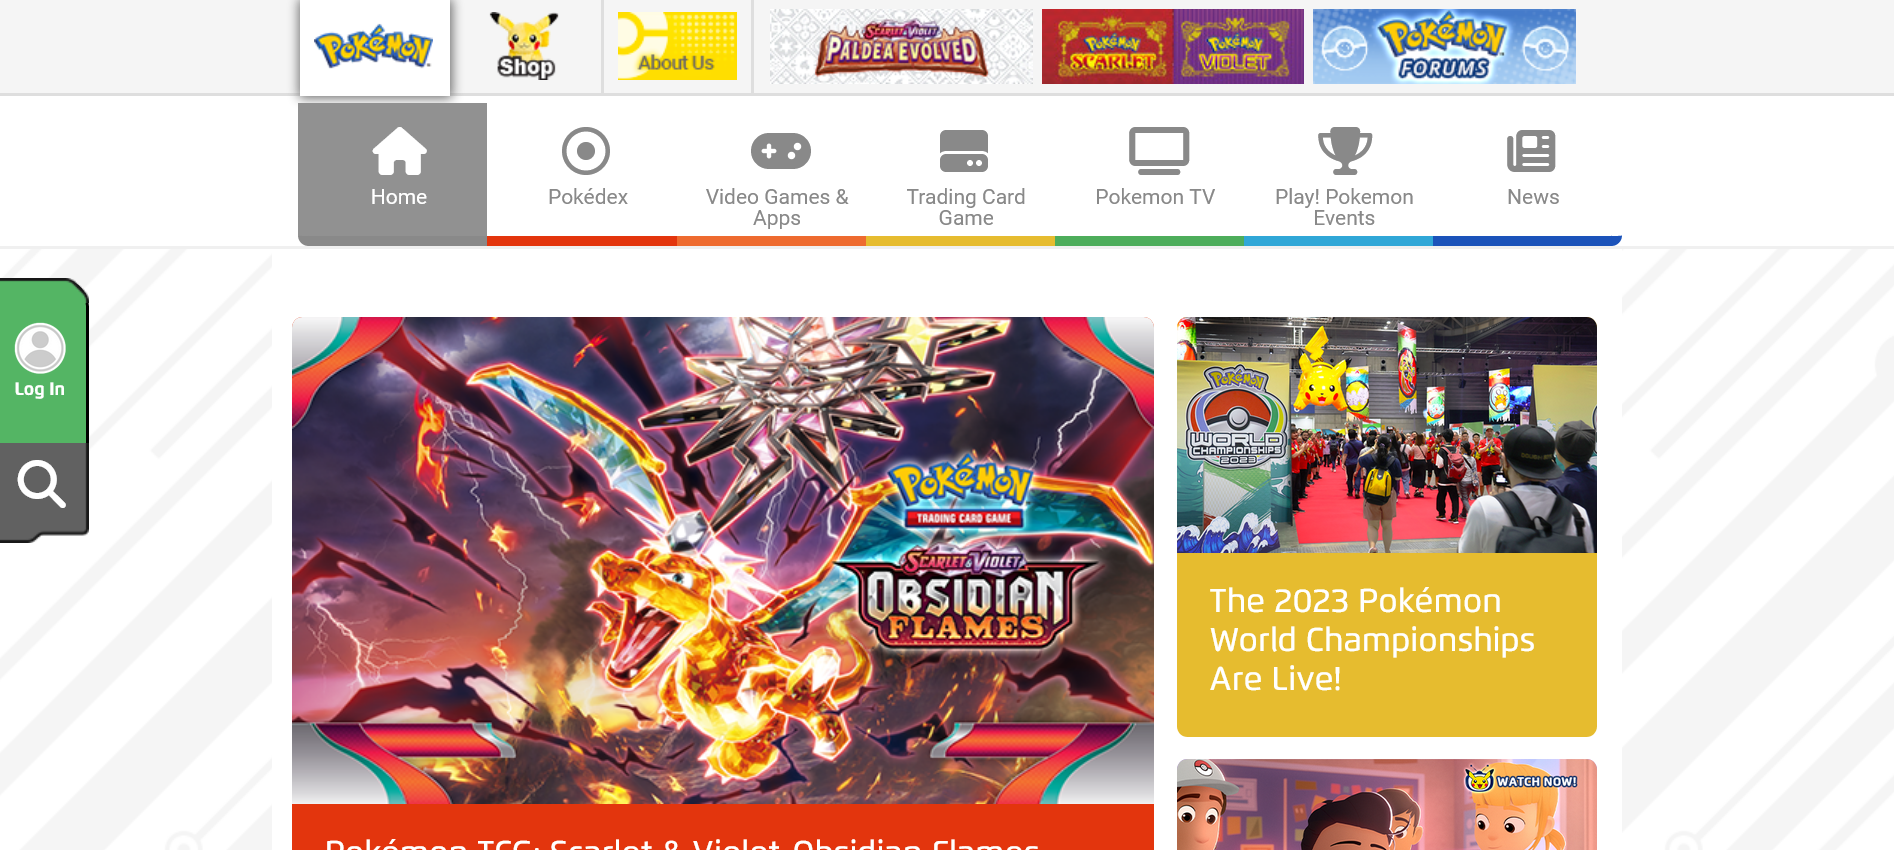 Pokémon
Shop
About Us
SCARLET & VIOLET
PALDEA EVOLVED
POKÉMON
SCARLET
POKÉMON
VIOLET
POKÉMON
FORUMS
Home
Pokédex
Video Games &
Apps
Trading Card
Game
Pokemon TV
Play! Pokemon
Events
News
Log In
POKÉMON
TRADING CARD GAME
SCARLET & VIOLET
OBSIDIAN
FLAMES
Pokémon TCG: Scarlet & Violet-Obsidian Flames
POKÉMON
WORLD
CHAMPIONSHIPS
2023
The 2023 Pokémon
World Championships
Are Live!
WATCH NOW!